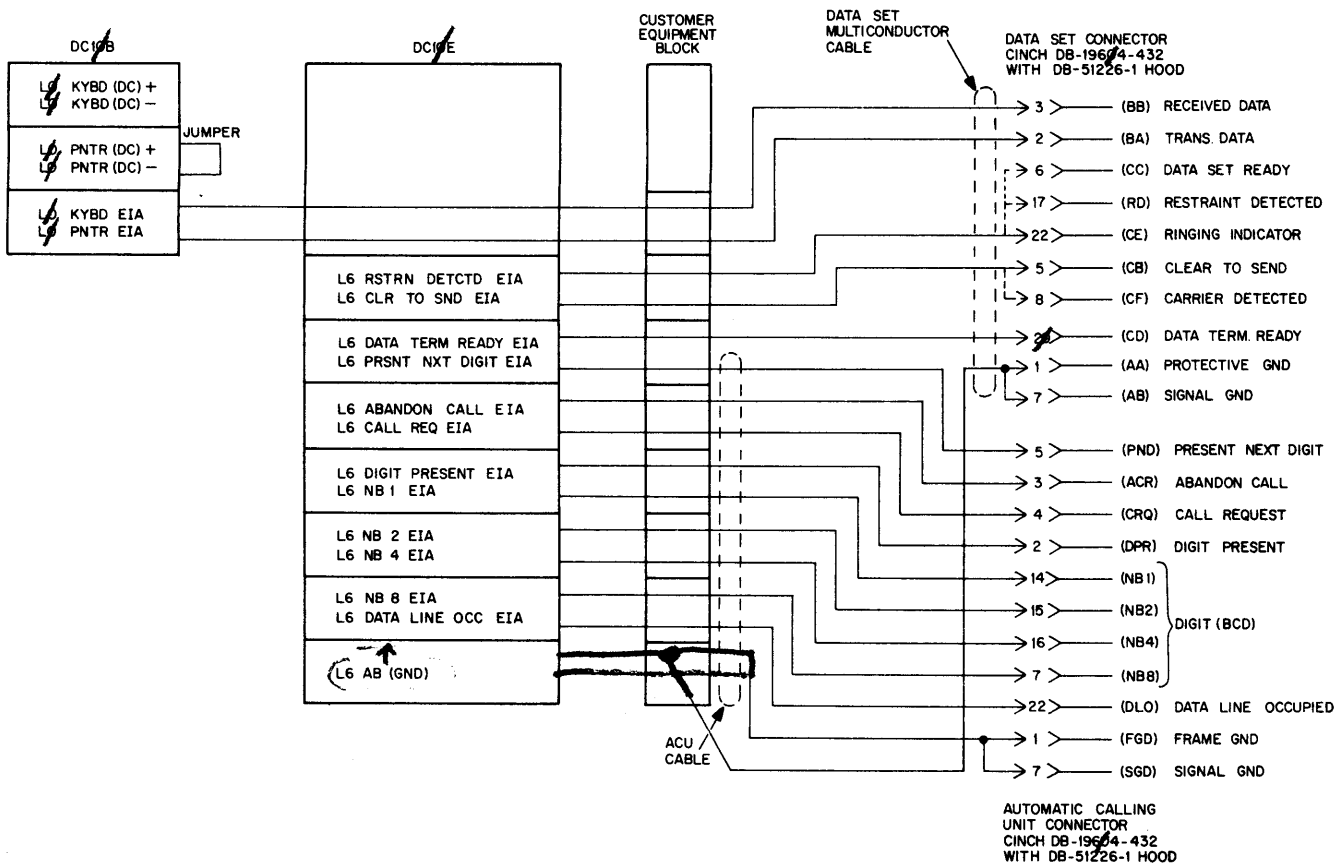 DC10B
L0 KYBD (DC) +
L0 KYBD (DC) −
L0 PNTR (DC) +
L0 PNTR (DC) −
JUMPER
L0 KYBD EIA
L0 PNTR EIA
DC10E
L6 RSTRN DETCTD EIA
L6 CLR TO SND EIA
L6 DATA TERM READY EIA
L6 PRSNT NXT DIGIT EIA
L6 ABANDON CALL EIA
L6 CALL REQ EIA
L6 DIGIT PRESENT EIA
L6 NB 1 EIA
L6 NB 2 EIA
L6 NB 4 EIA
L6 NB 8 EIA
L6 DATA LINE OCC EIA
L6 AB (GND)
CUSTOMER
EQUIPMENT
BLOCK
ACU
CABLE
DATA SET
MULTICONDUCTOR
CABLE
DATA SET CONNECTOR
CINCH DB-19604-432
WITH DB-51226-1 HOOD
3 (BB) RECEIVED DATA
2 (BA) TRANS. DATA
6 (CC) DATA SET READY
17 (RD) RESTRAINT DETECTED
22 (CE) RINGING INDICATOR
5 (CB) CLEAR TO SEND
8 (CF) CARRIER DETECTED
20 (CD) DATA TERM. READY
1 (AA) PROTECTIVE GND
7 (AB) SIGNAL GND
5 (PND) PRESENT NEXT DIGIT
3 (ACR) ABANDON CALL
4 (CRQ) CALL REQUEST
2 (DPR) DIGIT PRESENT
14 (NB1)
15 (NB2)
DIGIT (BCD)
16 (NB4)
7 (NB8)
22 (DLO) DATA LINE OCCUPIED
1 (FGD) FRAME GND
7 (SGD) SIGNAL GND
AUTOMATIC CALLING
UNIT CONNECTOR
CINCH DB-19604-432
WITH DB-51226-1 HOOD